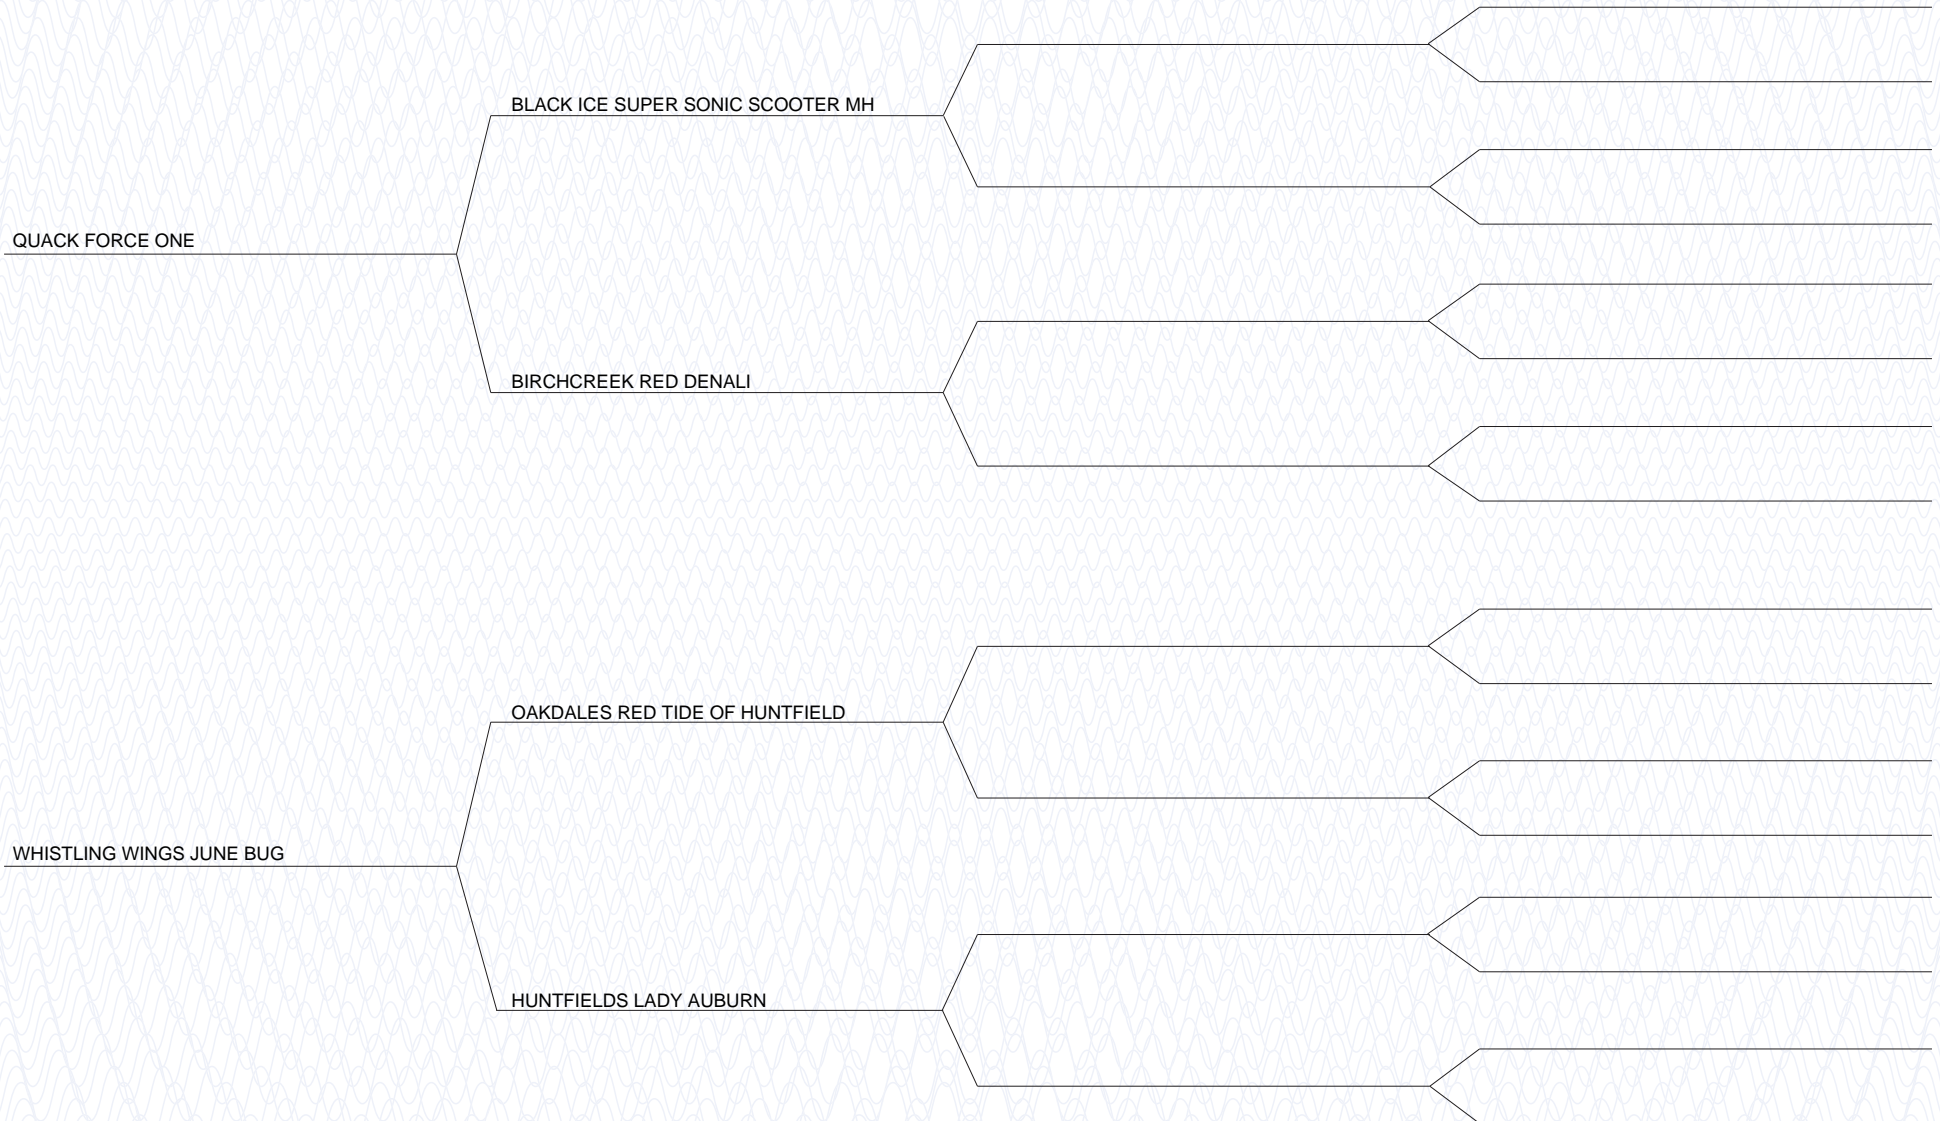 BLACK ICE SUPER SONIC SCOOTER MH
QUACK FORCE ONE
BIRCHCREEK RED DENALI
OAKDALES RED TIDE OF HUNTFIELD
WHISTLING WINGS JUNE BUG
HUNTFIELDS LADY AUBURN